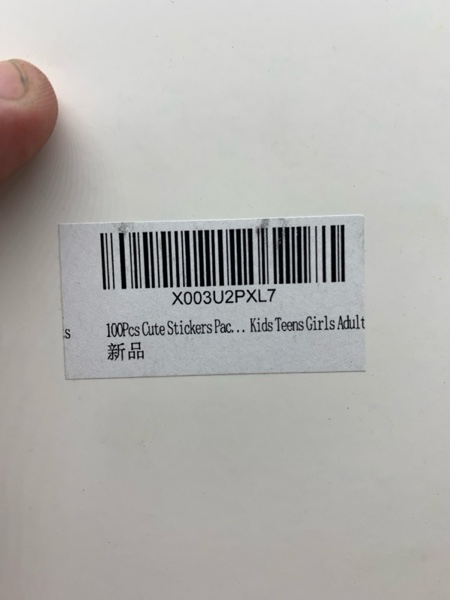 X003U2PXL7
100Pcs Cute Stickers Pac... Kids Teens Girls Adult
新品